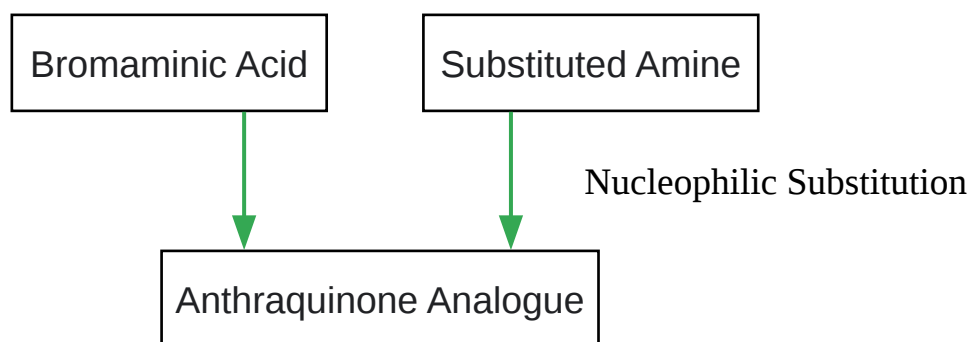 Bromaminic Acid
Substituted Amine
Nucleophilic Substitution
Anthraquinone Analogue